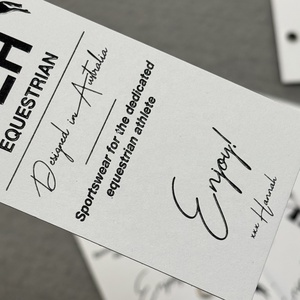 EQUESTRIAN
Designed in Australia
Sportswear for the dedicated
equestrian athlete
Enjoy!
xxx Hannah